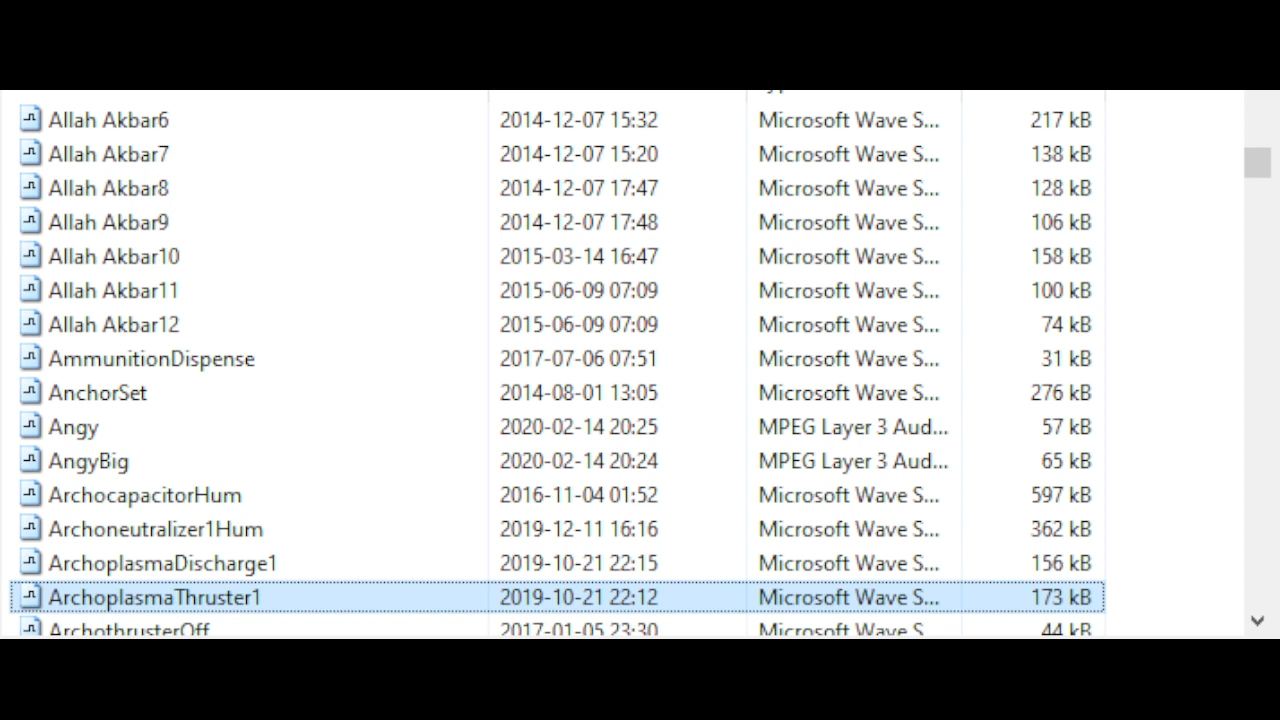 Allah Akbar6 2014-12-07 15:32 Microsoft Wave S... 217 kB
Allah Akbar7 2014-12-07 15:20 Microsoft Wave S... 138 kB
Allah Akbar8 2014-12-07 17:47 Microsoft Wave S... 128 kB
Allah Akbar9 2014-12-07 17:48 Microsoft Wave S... 106 kB
Allah Akbar10 2015-03-14 16:47 Microsoft Wave S... 158 kB
Allah Akbar11 2015-06-09 07:09 Microsoft Wave S... 100 kB
Allah Akbar12 2015-06-09 07:09 Microsoft Wave S... 74 kB
AmmunitionDispense 2017-07-06 07:51 Microsoft Wave S... 31 kB
AnchorSet 2014-08-01 13:05 Microsoft Wave S... 276 kB
Angy 2020-02-14 20:25 MPEG Layer 3 Aud... 57 kB
AngyBig 2020-02-14 20:24 MPEG Layer 3 Aud... 65 kB
ArchocapacitorHum 2016-11-04 01:52 Microsoft Wave S... 597 kB
Archoneutralizer1Hum 2019-12-11 16:16 Microsoft Wave S... 362 kB
ArchoplasmaDischarge1 2019-10-21 22:15 Microsoft Wave S... 156 kB
ArchoplasmaThruster1 2019-10-21 22:12 Microsoft Wave S... 173 kB
ArchothrusterOff 2017-01-05 23:30 Microsoft Wave S 44 kB